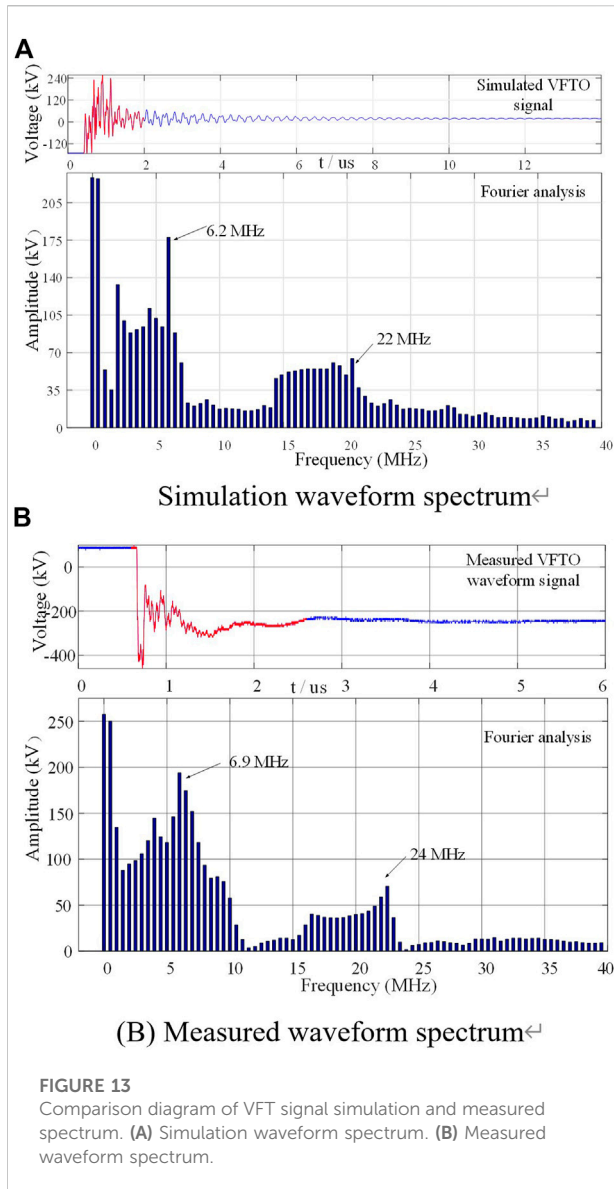 A
Voltage (kV)
240
120
0
-120
Simulated VFTO
signal
0 2 4 6 8 10 12
t / us
Amplitude (kV)
205
175
140
105
70
35
0
Fourier analysis
6.2 MHz
22 MHz
0 5 10 15 20 25 30 35 40
Frequency (MHz)
Simulation waveform spectrum↵
B
Voltage (kV)
0
-200
-400
Measured VFTO
waveform signal
0 1 2 3 4 5 6
t / us
Amplitude (kV)
250
200
150
100
50
0
Fourier analysis
6.9 MHz
24 MHz
0 5 10 15 20 25 30 35 40
Frequency (MHz)
(B) Measured waveform spectrum↵
FIGURE 13
Comparison diagram of VFT signal simulation and measured
spectrum. (A) Simulation waveform spectrum. (B) Measured
waveform spectrum.